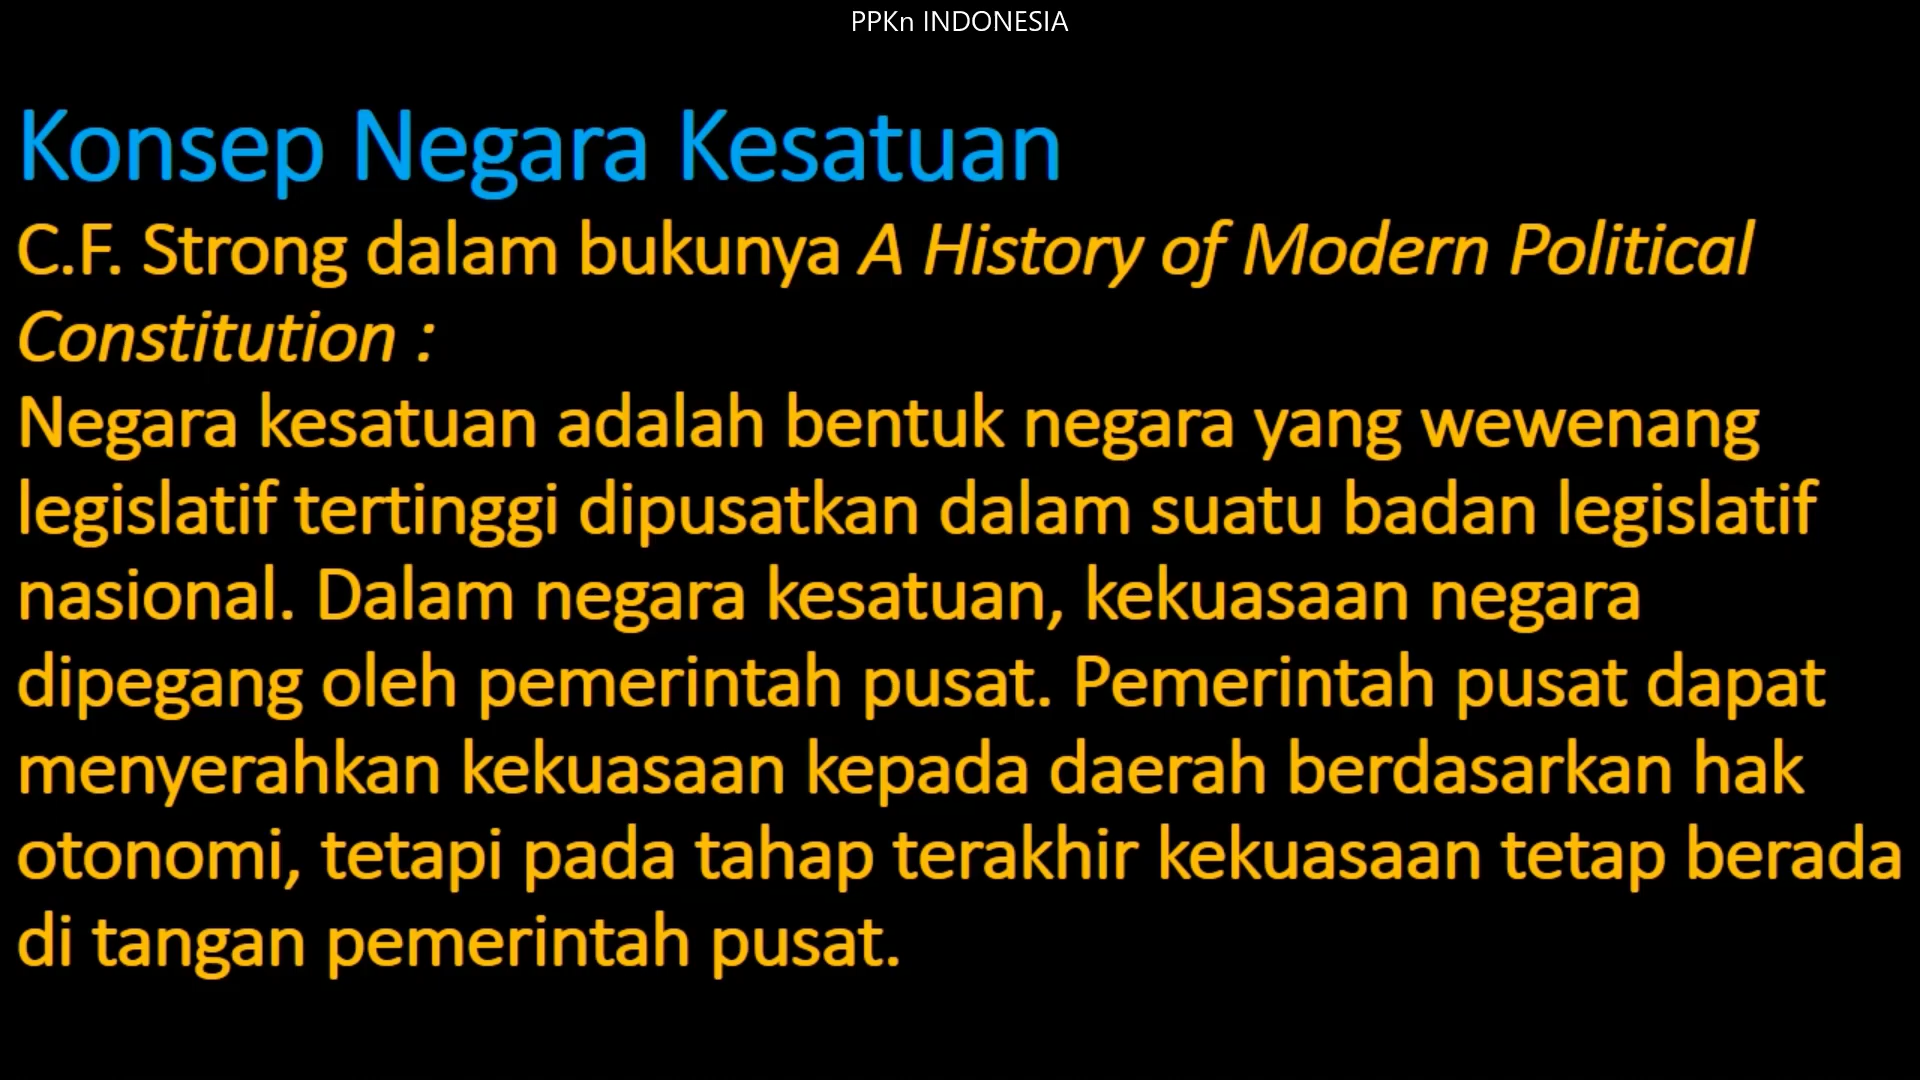 PPKn INDONESIA
Konsep Negara Kesatuan
C.F. Strong dalam bukunya A History of Modern Political
Constitution :
Negara kesatuan adalah bentuk negara yang wewenang
legislatif tertinggi dipusatkan dalam suatu badan legislatif
nasional. Dalam negara kesatuan, kekuasaan negara
dipegang oleh pemerintah pusat. Pemerintah pusat dapat
menyerahkan kekuasaan kepada daerah berdasarkan hak
otonomi, tetapi pada tahap terakhir kekuasaan tetap berada
di tangan pemerintah pusat.